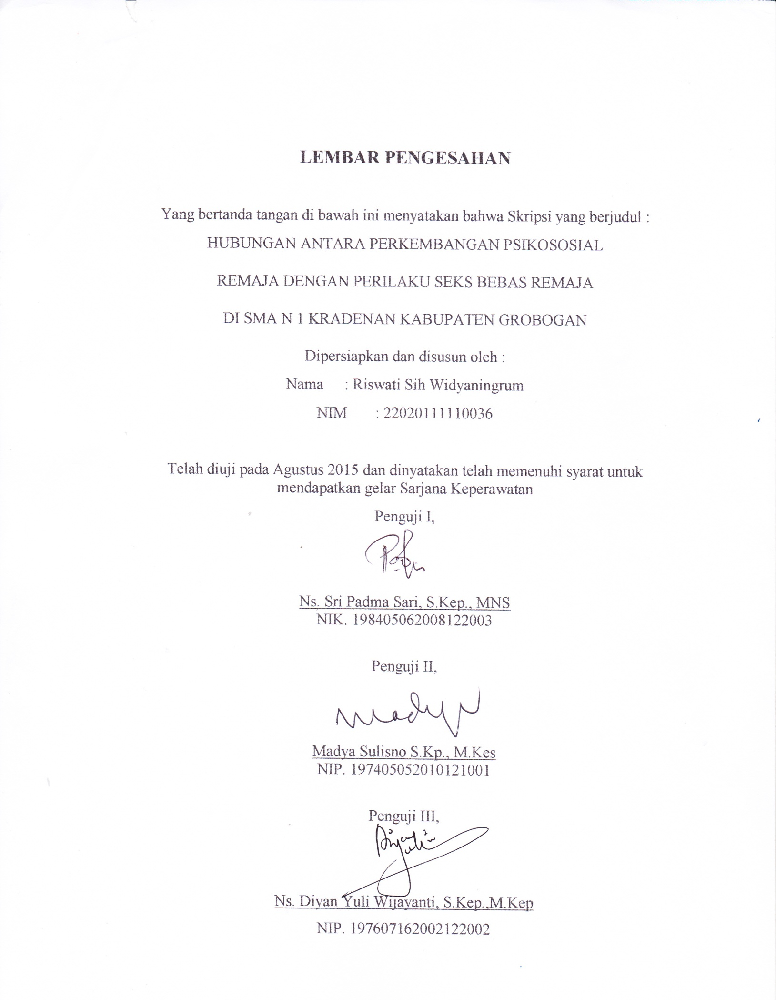 LEMBAR PENGESAHAN
Yang bertanda tangan di bawah ini menyatakan bahwa Skripsi yang berjudul :
HUBUNGAN ANTARA PERKEMBANGAN PSIKOSOSIAL
REMAJA DENGAN PERILAKU SEKS BEBAS REMAJA
DI SMA N 1 KRADENAN KABUPATEN GROBOGAN
Dipersiapkan dan disusun oleh :
Nama : Riswati Sih Widyaningrum
NIM : 22020111110036
Telah diuji pada Agustus 2015 dan dinyatakan telah memenuhi syarat untuk
mendapatkan gelar Sarjana Keperawatan
Penguji I,
Ns. Sri Padma Sari, S.Kep., MNS
NIK. 198405062008122003
Penguji II,
Madya Sulisno S.Kp., M.Kes
NIP. 197405052010121001
Penguji III,
Ns. Diyan Yuli Wijayanti, S.Kep.,M.Kep
NIP. 197607162002122002